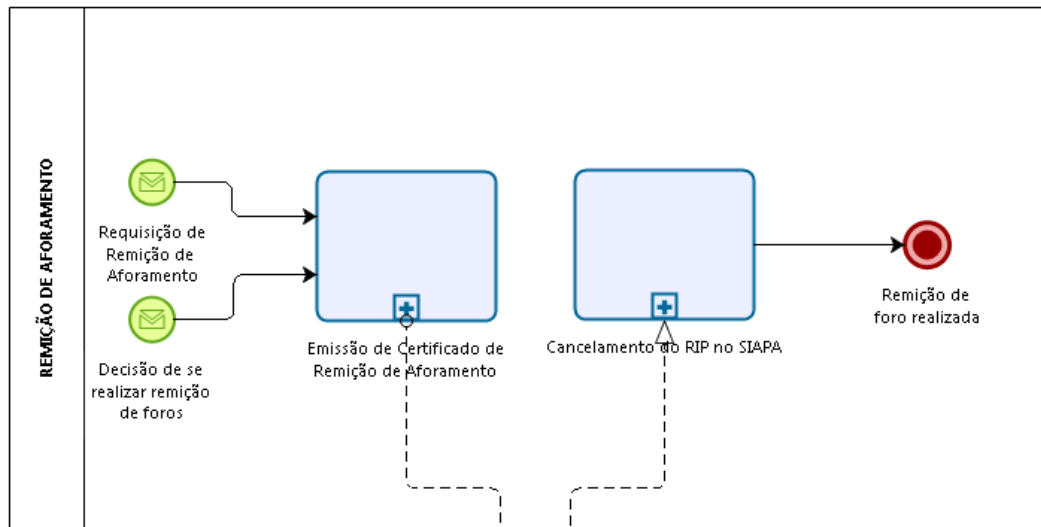 REMIÇÃO DE AFORAMENTO
Requisição de
Remição de
Aforamento
Decisão de se
realizar remição
de foros
Emissão de Certificado de
Remição de Aforamento
Cancelamento do RIP no SIAPA
Remição de
foro realizada